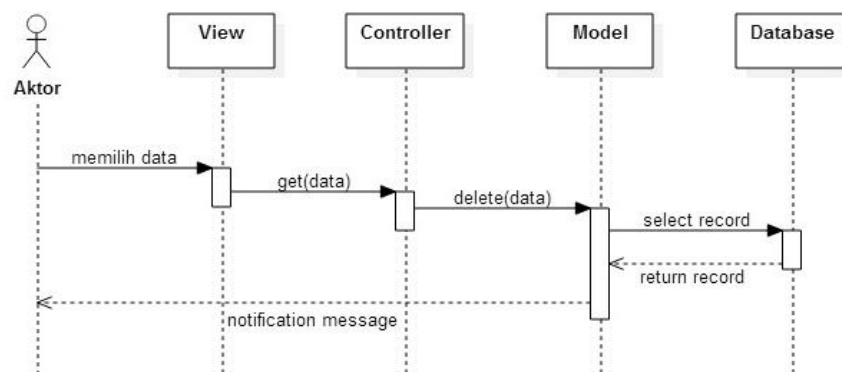 View
Controller
Model
Database
Aktor
memilih data
get(data)
delete(data)
select record
return record
notification message